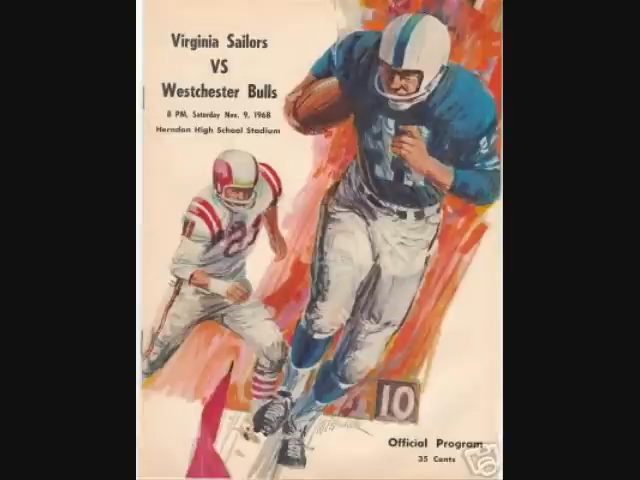 Virginia Sailors
VS
Westchester Bulls
8 PM, Saturday Nov. 9, 1968
Herndon High School Stadium
10
Official Program
35 Cents